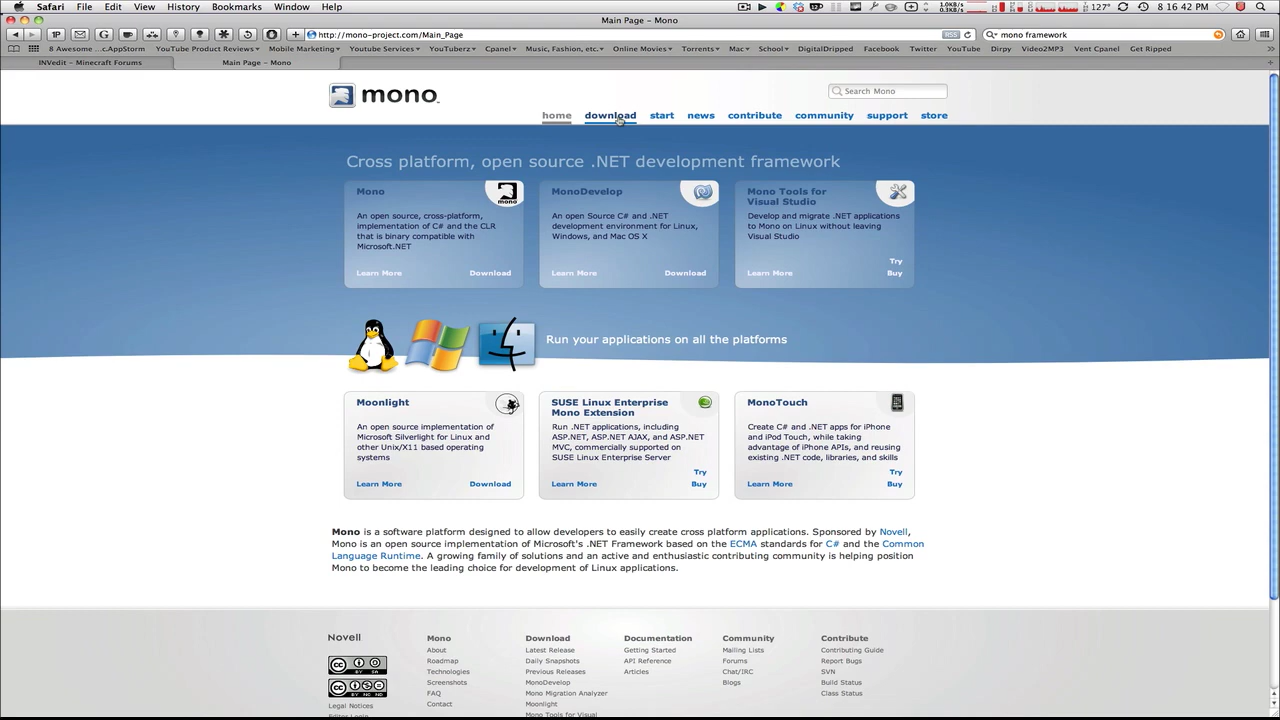 Safari File Edit View History Bookmarks Window Help
1.0KB/s
0.3KB/s
127° 8 16 42 PM
Main Page – Mono
http://mono-project.com/Main_Page
RSS
mono framework
8 Awesome ...c.AppStorm YouTube Product Reviews Mobile Marketing Youtube Services YouTuberz Cpanel Music, Fashion, etc. Online Movies Torrents Mac School DigitalDripped Facebook Twitter YouTube Dirpy Video2MP3 Vent Cpanel Get Ripped
INVedit - Minecraft Forums
Main Page - Mono
mono
Search Mono
home download start news contribute community support store
Cross platform, open source .NET development framework
Mono
mono
An open source, cross-platform,
implementation of C# and the CLR
that is binary compatible with
Microsoft.NET
Learn More Download
MonoDevelop
An open Source C# and .NET
development environment for Linux,
Windows, and Mac OS X
Learn More Download
Mono Tools for
Visual Studio
Develop and migrate .NET applications
to Mono on Linux without leaving
Visual Studio
Try
Learn More Buy
Run your applications on all the platforms
Moonlight
An open source implementation of
Microsoft Silverlight for Linux and
other Unix/X11 based operating
systems
Learn More Download
SUSE Linux Enterprise
Mono Extension
Run .NET applications, including
ASP.NET, ASP.NET AJAX, and ASP.NET
MVC, commercially supported on
SUSE Linux Enterprise Server
Try
Learn More Buy
MonoTouch
Create C# and .NET apps for iPhone
and iPod Touch, while taking
advantage of iPhone APIs, and reusing
existing .NET code, libraries, and skills
Try
Learn More Buy
Mono is a software platform designed to allow developers to easily create cross platform applications. Sponsored by Novell,
Mono is an open source implementation of Microsoft's .NET Framework based on the ECMA standards for C# and the Common
Language Runtime. A growing family of solutions and an active and enthusiastic contributing community is helping position
Mono to become the leading choice for development of Linux applications.
Novell
Legal Notices
Editor Login
Mono
About
Roadmap
Technologies
Screenshots
FAQ
Contact
Download
Latest Release
Daily Snapshots
Previous Releases
MonoDevelop
Mono Migration Analyzer
Moonlight
Mono Tools for Visual
Documentation
Getting Started
API Reference
Articles
Community
Mailing Lists
Forums
Chat/IRC
Blogs
Contribute
Contributing Guide
Report Bugs
SVN
Build Status
Class Status